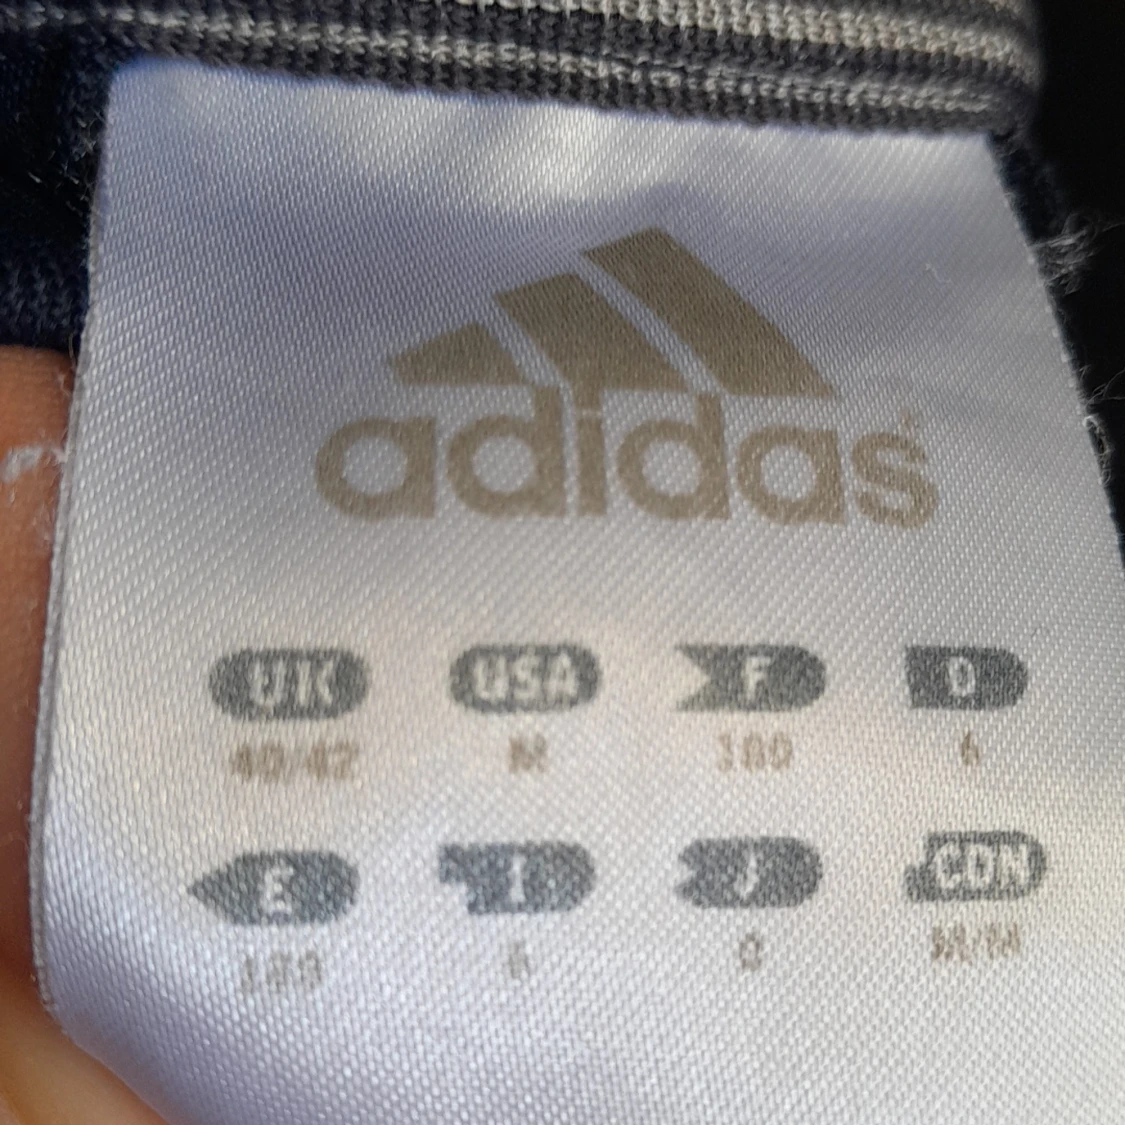 adidas
UK USA F D
40/42 M 180 6
E I J CDN
180 6 O M/M